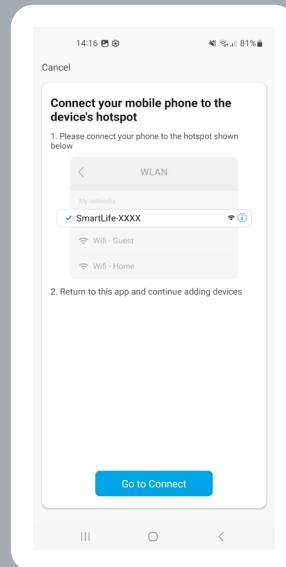 14:16 81%
Cancel
Connect your mobile phone to the
device's hotspot
1. Please connect your phone to the hotspot shown
below
WLAN
My networks
SmartLife-XXXX
Wifi - Guest
Wifi - Home
2. Return to this app and continue adding devices
Go to Connect